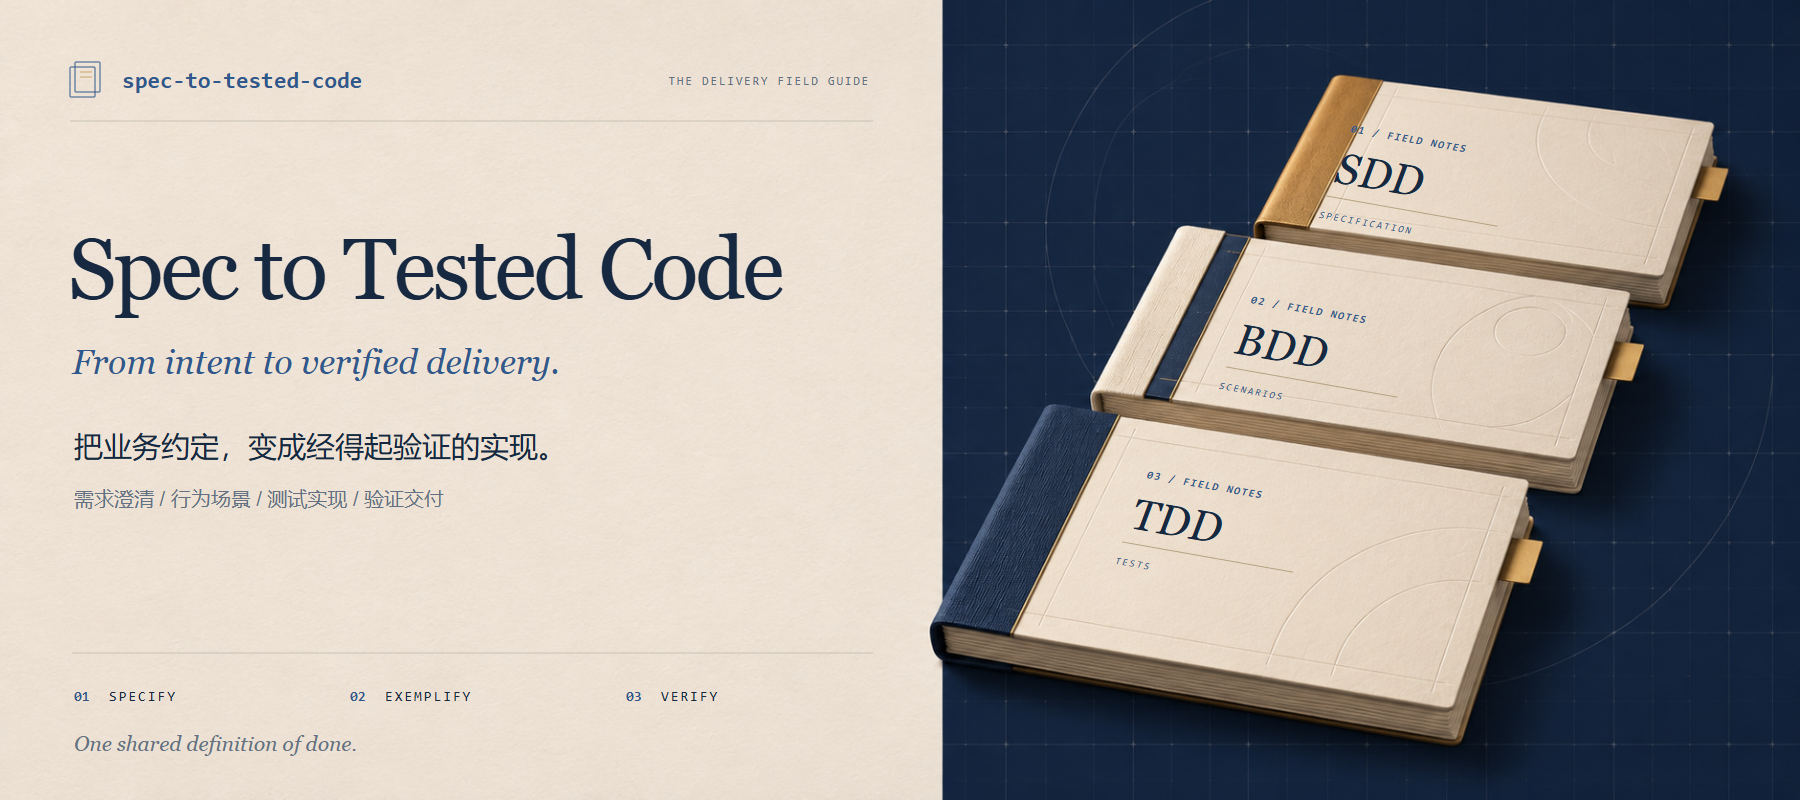 spec-to-tested-code
THE DELIVERY FIELD GUIDE
Spec to Tested Code
From intent to verified delivery.
把业务约定，变成经得起验证的实现。
需求澄清 / 行为场景 / 测试实现 / 验证交付
01 SPECIFY
02 EXEMPLIFY
03 VERIFY
One shared definition of done.
01 / FIELD NOTES
SDD
SPECIFICATION
02 / FIELD NOTES
BDD
SCENARIOS
03 / FIELD NOTES
TDD
TESTS